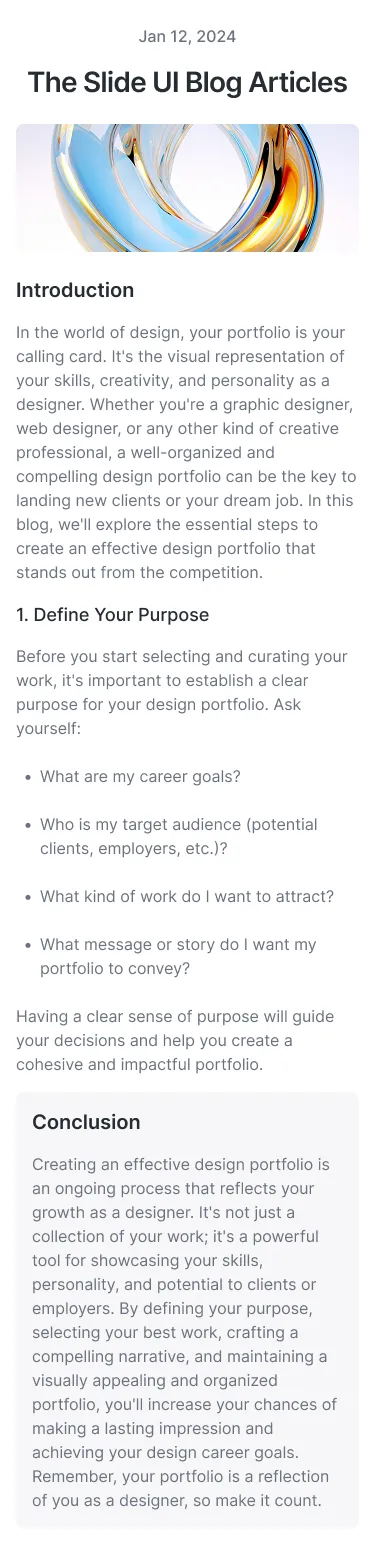 Jan 12, 2024
The Slide UI Blog Articles
Introduction
In the world of design, your portfolio is your
calling card. It's the visual representation of
your skills, creativity, and personality as a
designer. Whether you're a graphic designer,
web designer, or any other kind of creative
professional, a well-organized and
compelling design portfolio can be the key to
landing new clients or your dream job. In this
blog, we'll explore the essential steps to
create an effective design portfolio that
stands out from the competition.
1. Define Your Purpose
Before you start selecting and curating your
work, it's important to establish a clear
purpose for your design portfolio. Ask
yourself:
• What are my career goals?
• Who is my target audience (potential
clients, employers, etc.)?
• What kind of work do I want to attract?
• What message or story do I want my
portfolio to convey?
Having a clear sense of purpose will guide
your decisions and help you create a
cohesive and impactful portfolio.
Conclusion
Creating an effective design portfolio is
an ongoing process that reflects your
growth as a designer. It's not just a
collection of your work; it's a powerful
tool for showcasing your skills,
personality, and potential to clients or
employers. By defining your purpose,
selecting your best work, crafting a
compelling narrative, and maintaining a
visually appealing and organized
portfolio, you'll increase your chances of
making a lasting impression and
achieving your design career goals.
Remember, your portfolio is a reflection
of you as a designer, so make it count.